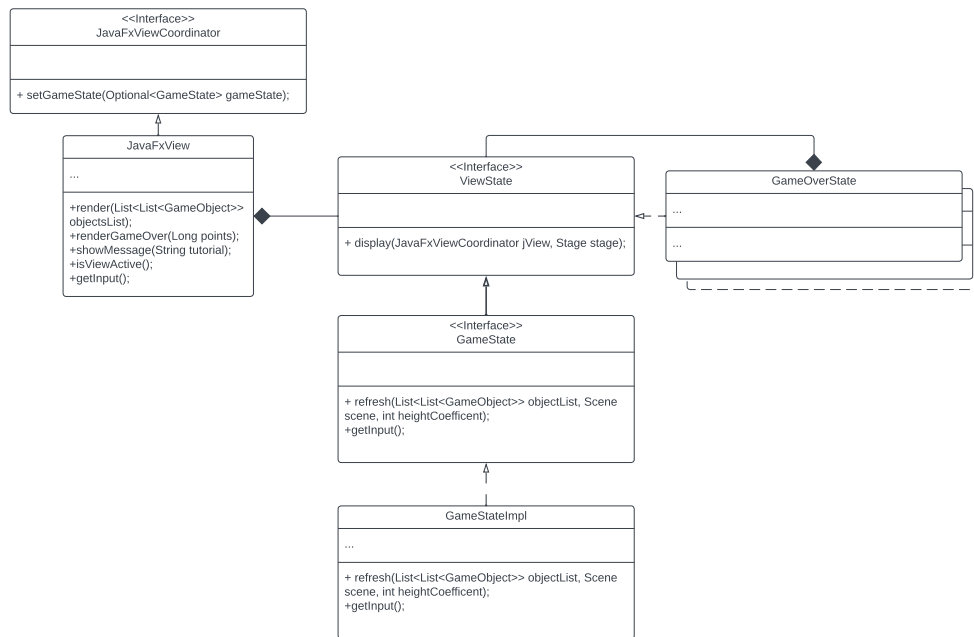 <<Interface>>
JavaFxViewCoordinator
+ setGameState(Optional<GameState> gameState);
JavaFxView
...
+render(List<List<GameObject>>
objectsList);
+renderGameOver(Long points);
+showMessage(String tutorial);
+isViewActive();
+getInput();
<<Interface>>
ViewState
+ display(JavaFxViewCoordinator jView, Stage stage);
GameOverState
...
...
<<Interface>>
GameState
+ refresh(List<List<GameObject>> objectList, Scene
scene, int heightCoefficent);
+getInput();
GameStateImpl
...
+ refresh(List<List<GameObject>> objectList, Scene
scene, int heightCoefficent);
+getInput();